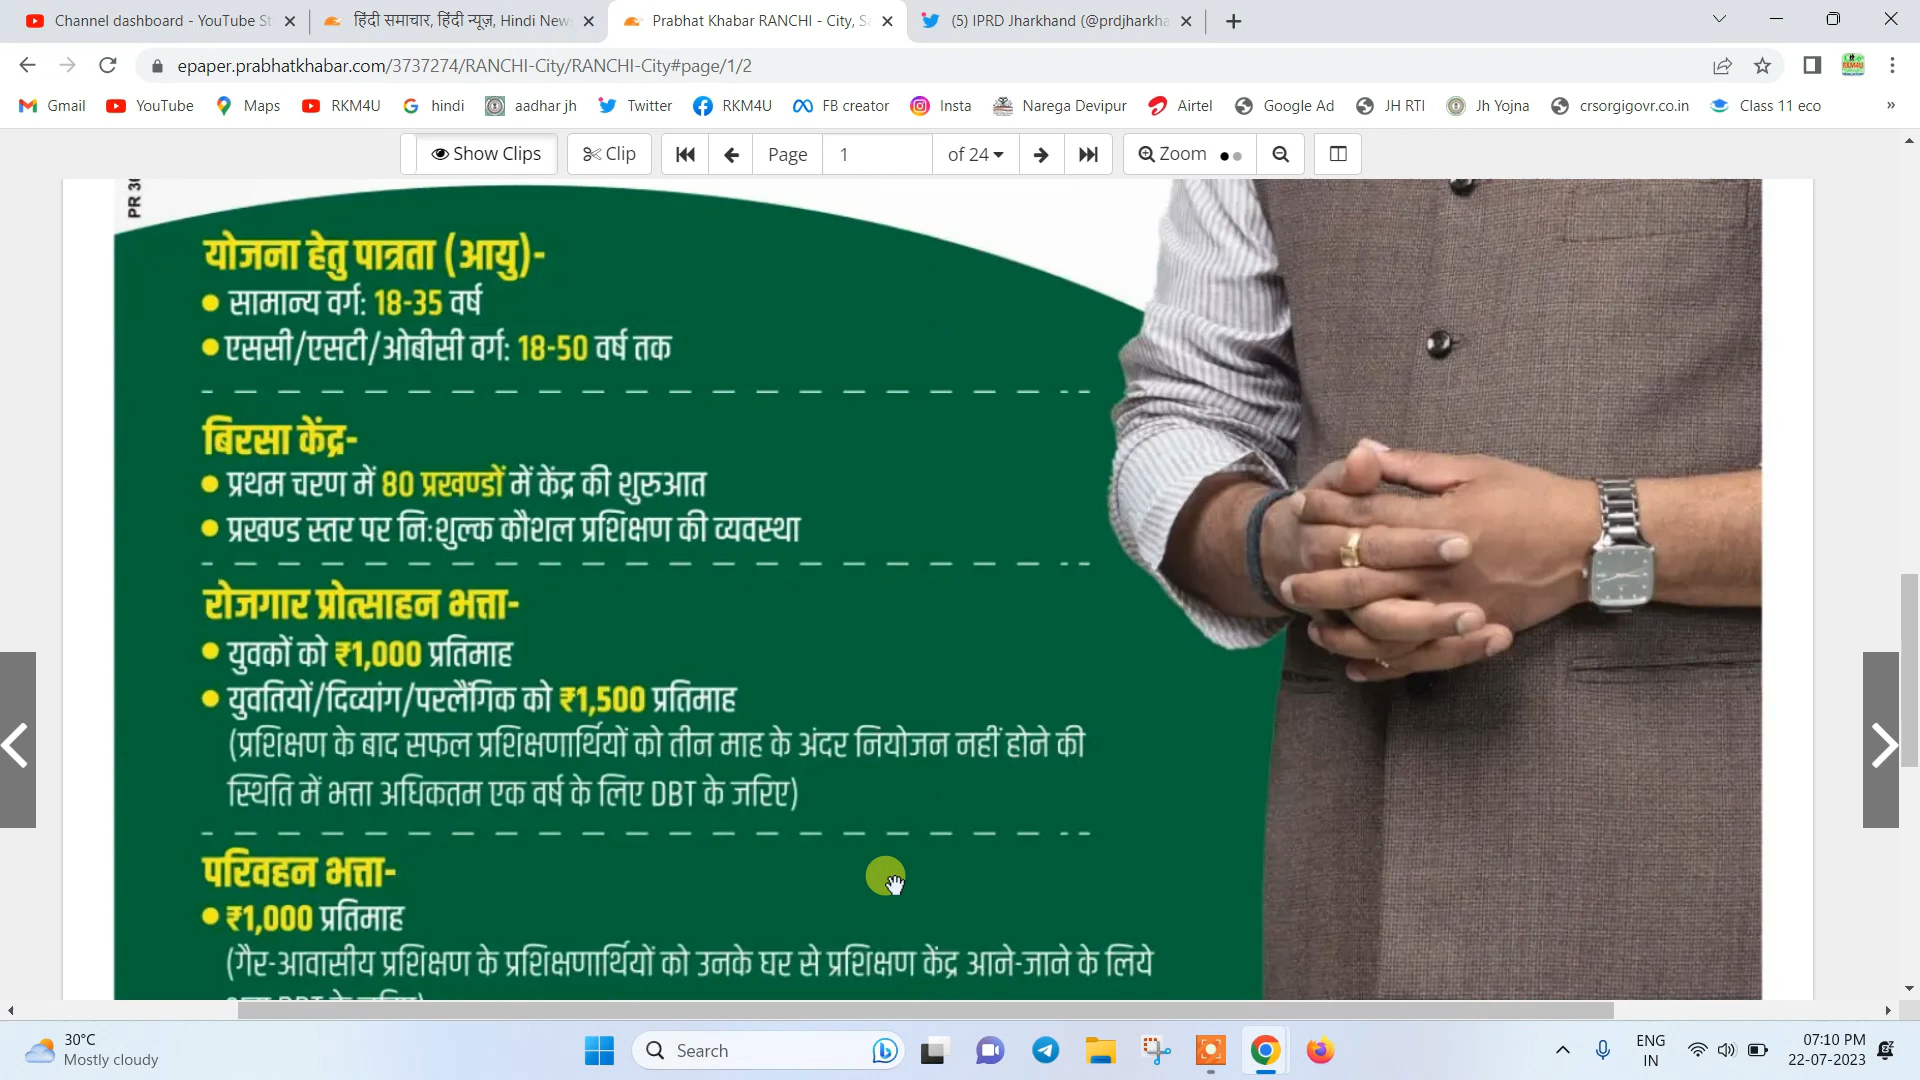 Channel dashboard - YouTube St
हिंदी समाचार, हिंदी न्यूज़, Hindi New
Prabhat Khabar RANCHI - City, S
(5) IPRD Jharkhand (@prdjharkha
epaper.prabhatkhabar.com/3737274/RANCHI-City/RANCHI-City#page/1/2
Gmail YouTube Maps RKM4U hindi aadhar jh Twitter RKM4U FB creator Insta Narega Devipur Airtel Google Ad JH RTI Jh Yojna crsorgigovr.co.in Class 11 eco »
Show Clips Clip Page 1 of 24 Zoom
PR
योजना हेतु पात्रता (आयु)-
सामान्य वर्ग: 18-35 वर्ष
एससी/एसटी/ओबीसी वर्ग: 18-50 वर्ष तक
बिरसा केंद्र-
प्रथम चरण में 80 प्रखण्डों में केंद्र की शुरुआत
प्रखण्ड स्तर पर नि:शुल्क कौशल प्रशिक्षण की व्यवस्था
रोजगार प्रोत्साहन भत्ता-
युवकों को ₹1,000 प्रतिमाह
युवतियों/दिव्यांग/परलैंगिक को ₹1,500 प्रतिमाह
(प्रशिक्षण के बाद सफल प्रशिक्षणार्थियों को तीन माह के अंदर नियोजन नहीं होने की
स्थिति में भत्ता अधिकतम एक वर्ष के लिए DBT के जरिए)
परिवहन भत्ता-
₹1,000 प्रतिमाह
(गैर-आवासीय प्रशिक्षण के प्रशिक्षणार्थियों को उनके घर से प्रशिक्षण केंद्र आने-जाने के लिये
30°C
Mostly cloudy
Search
ENG
IN
07:10 PM
22-07-2023